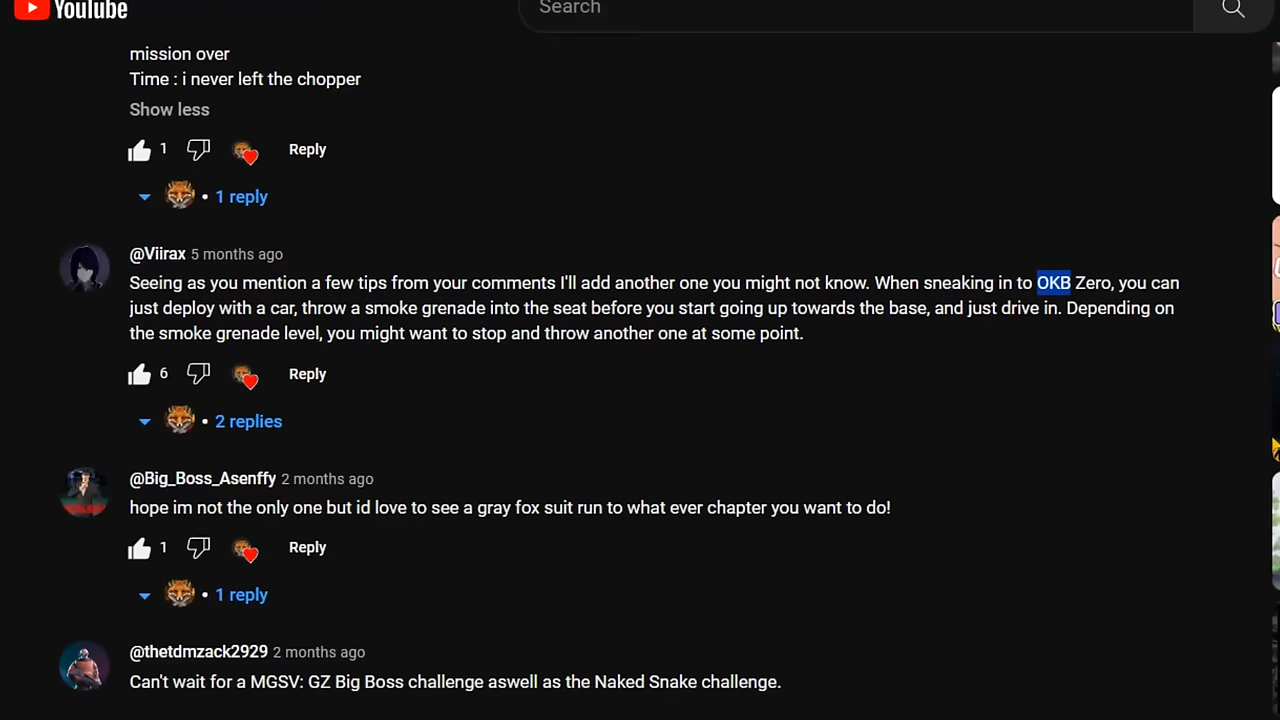 YouTube
Search
mission over
Time : i never left the chopper
Show less
1
Reply
• 1 reply
@Viirax 5 months ago
Seeing as you mention a few tips from your comments I'll add another one you might not know. When sneaking in to OKB Zero, you can
just deploy with a car, throw a smoke grenade into the seat before you start going up towards the base, and just drive in. Depending on
the smoke grenade level, you might want to stop and throw another one at some point.
6
Reply
• 2 replies
@Big_Boss_Asenffy 2 months ago
hope im not the only one but id love to see a gray fox suit run to what ever chapter you want to do!
1
Reply
• 1 reply
@thetdmzack2929 2 months ago
Can't wait for a MGSV: GZ Big Boss challenge aswell as the Naked Snake challenge.